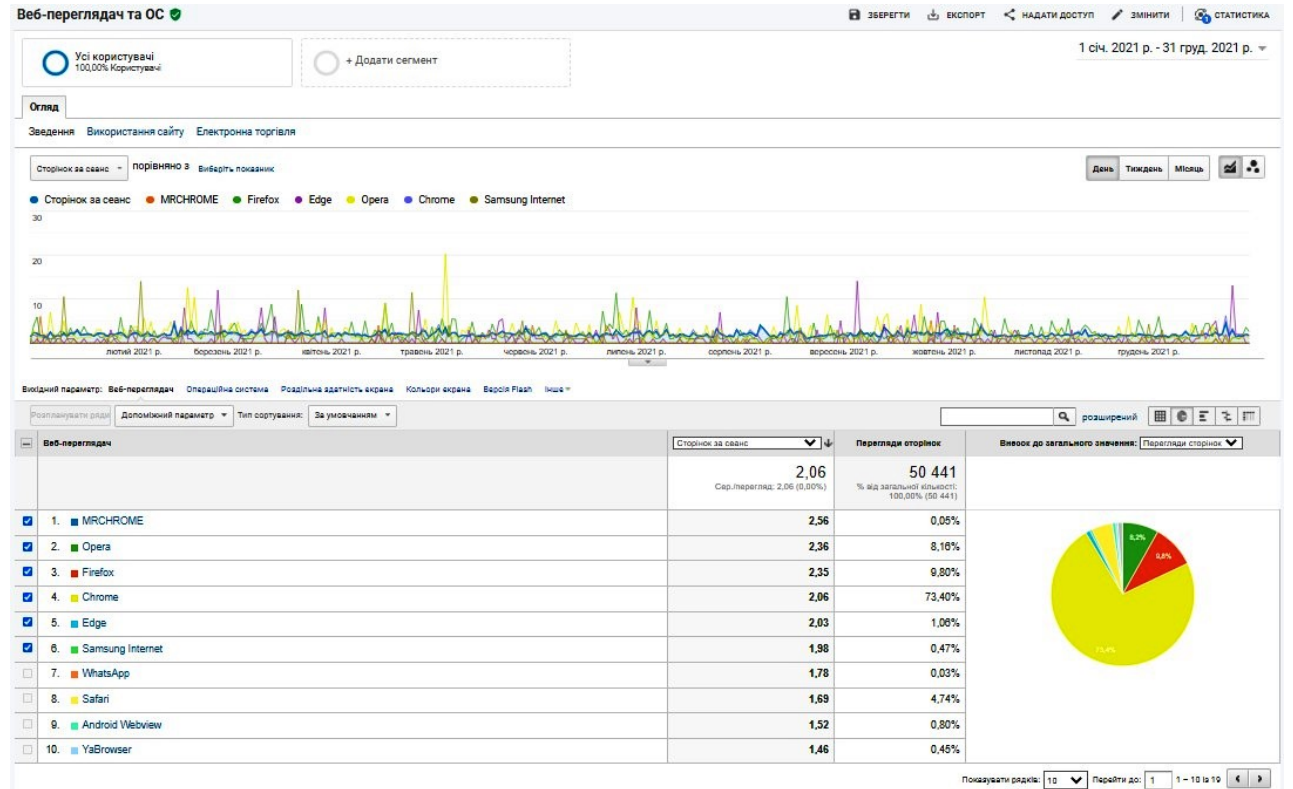 Веб-переглядач та ОС
ЗБЕРЕГТИ ЕКСПОРТ НАДАТИ ДОСТУП ЗМІНИТИ СТАТИСТИКА
Усі користувачі
100,00% Користувачі
+ Додати сегмент
1 січ. 2021 р. - 31 груд. 2021 р.
Огляд
Зведення Використання сайту Електронна торгівля
Сторінок за сеанс порівняно з Виберіть показник
День Тиждень Місяць
Сторінок за сеанс MRCHROME Firefox Edge Opera Chrome Samsung Internet
30
20
10
лютий 2021 р. березень 2021 р. квітень 2021 р. травень 2021 р. червень 2021 р. липень 2021 р. серпень 2021 р. вересень 2021 р. жовтень 2021 р. листопад 2021 р. грудень 2021 р.
Вихідний параметр: Веб-переглядач Операційна система Роздільна здатність екрана Кольори екрана Версія Flash Інше
Розпланувати ряди Допоміжний параметр Тип сортування: За умовчанням
розширений
Веб-переглядач Сторінок за сеанс Перегляди сторінок Внесок до загального значення: Перегляди сторінок
2,06 50 441
Сер./перегляд: 2,06 (0,00%) % від загальної кількості:
100,00% (50 441)
1. MRCHROME 2,56 0,05%
2. Opera 2,36 8,16%
3. Firefox 2,35 9,80%
4. Chrome 2,06 73,40%
5. Edge 2,03 1,06%
6. Samsung Internet 1,98 0,47%
7. WhatsApp 1,78 0,03%
8. Safari 1,69 4,74%
9. Android Webview 1,52 0,80%
10. YaBrowser 1,46 0,45%
8,2%
9,8%
73,4%
Показувати рядків: 10 Перейти до: 1 1 – 10 із 19